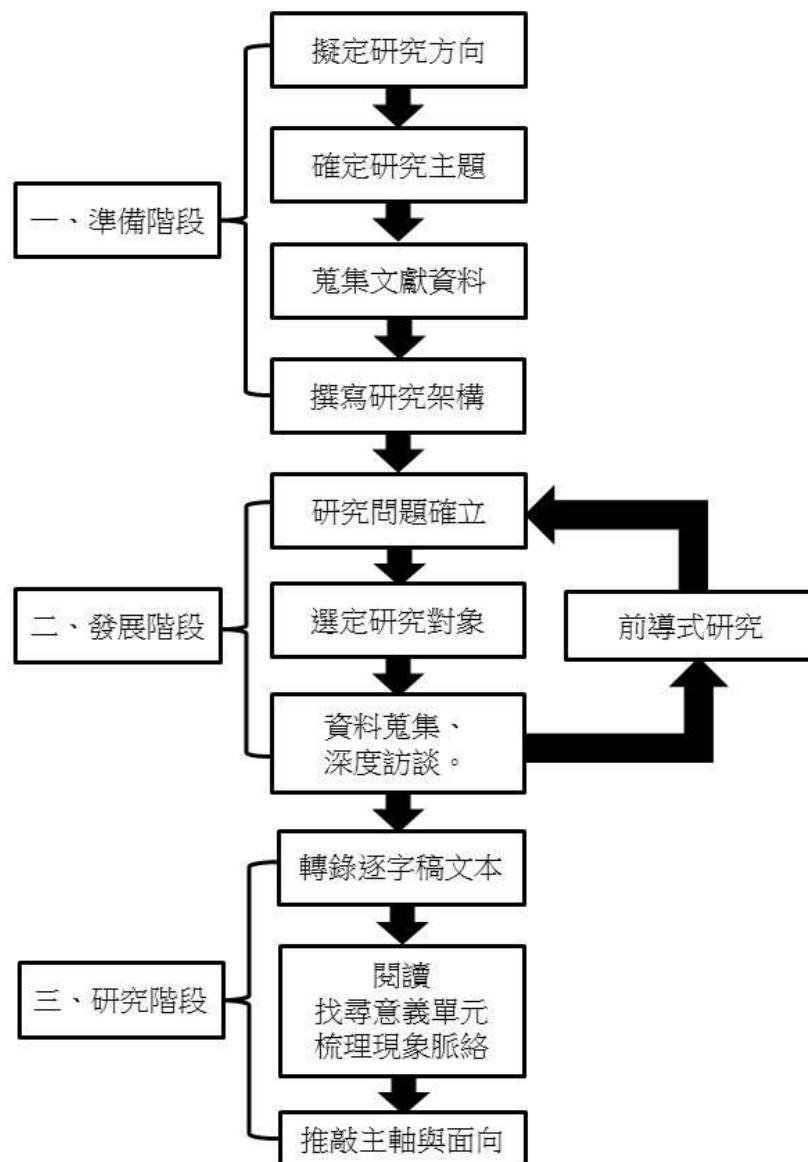 擬定研究方向
確定研究主題
一、準備階段
蒐集文獻資料
撰寫研究架構
研究問題確立
二、發展階段
選定研究對象
前導式研究
資料蒐集、
深度訪談。
轉錄逐字稿文本
三、研究階段
閱讀
找尋意義單元
梳理現象脈絡
推敲主軸與面向